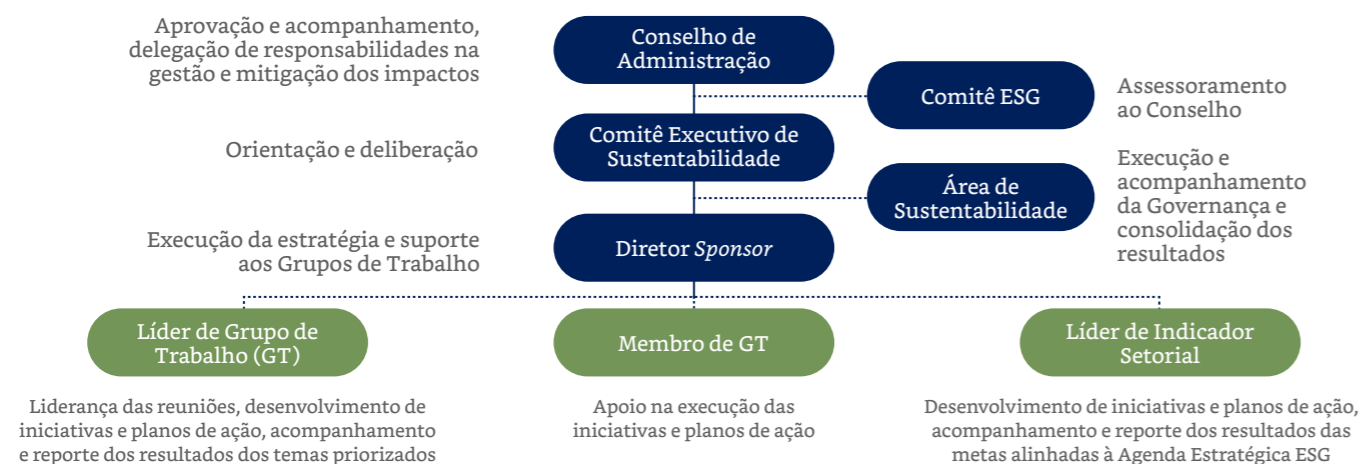 Aprovação e acompanhamento,
delegação de responsabilidades na
gestão e mitigação dos impactos
Conselho de
Administração
Comitê ESG
Assessoramento
ao Conselho
Orientação e deliberação
Comitê Executivo de
Sustentabilidade
Área de
Sustentabilidade
Execução e
acompanhamento
da Governança e
consolidação dos
resultados
Execução da estratégia e suporte
aos Grupos de Trabalho
Diretor Sponsor
Líder de Grupo de
Trabalho (GT)
Liderança das reuniões, desenvolvimento de
iniciativas e planos de ação, acompanhamento
e reporte dos resultados dos temas priorizados
Membro de GT
Apoio na execução das
iniciativas e planos de ação
Líder de Indicador
Setorial
Desenvolvimento de iniciativas e planos de ação,
acompanhamento e reporte dos resultados das
metas alinhadas à Agenda Estratégica ESG